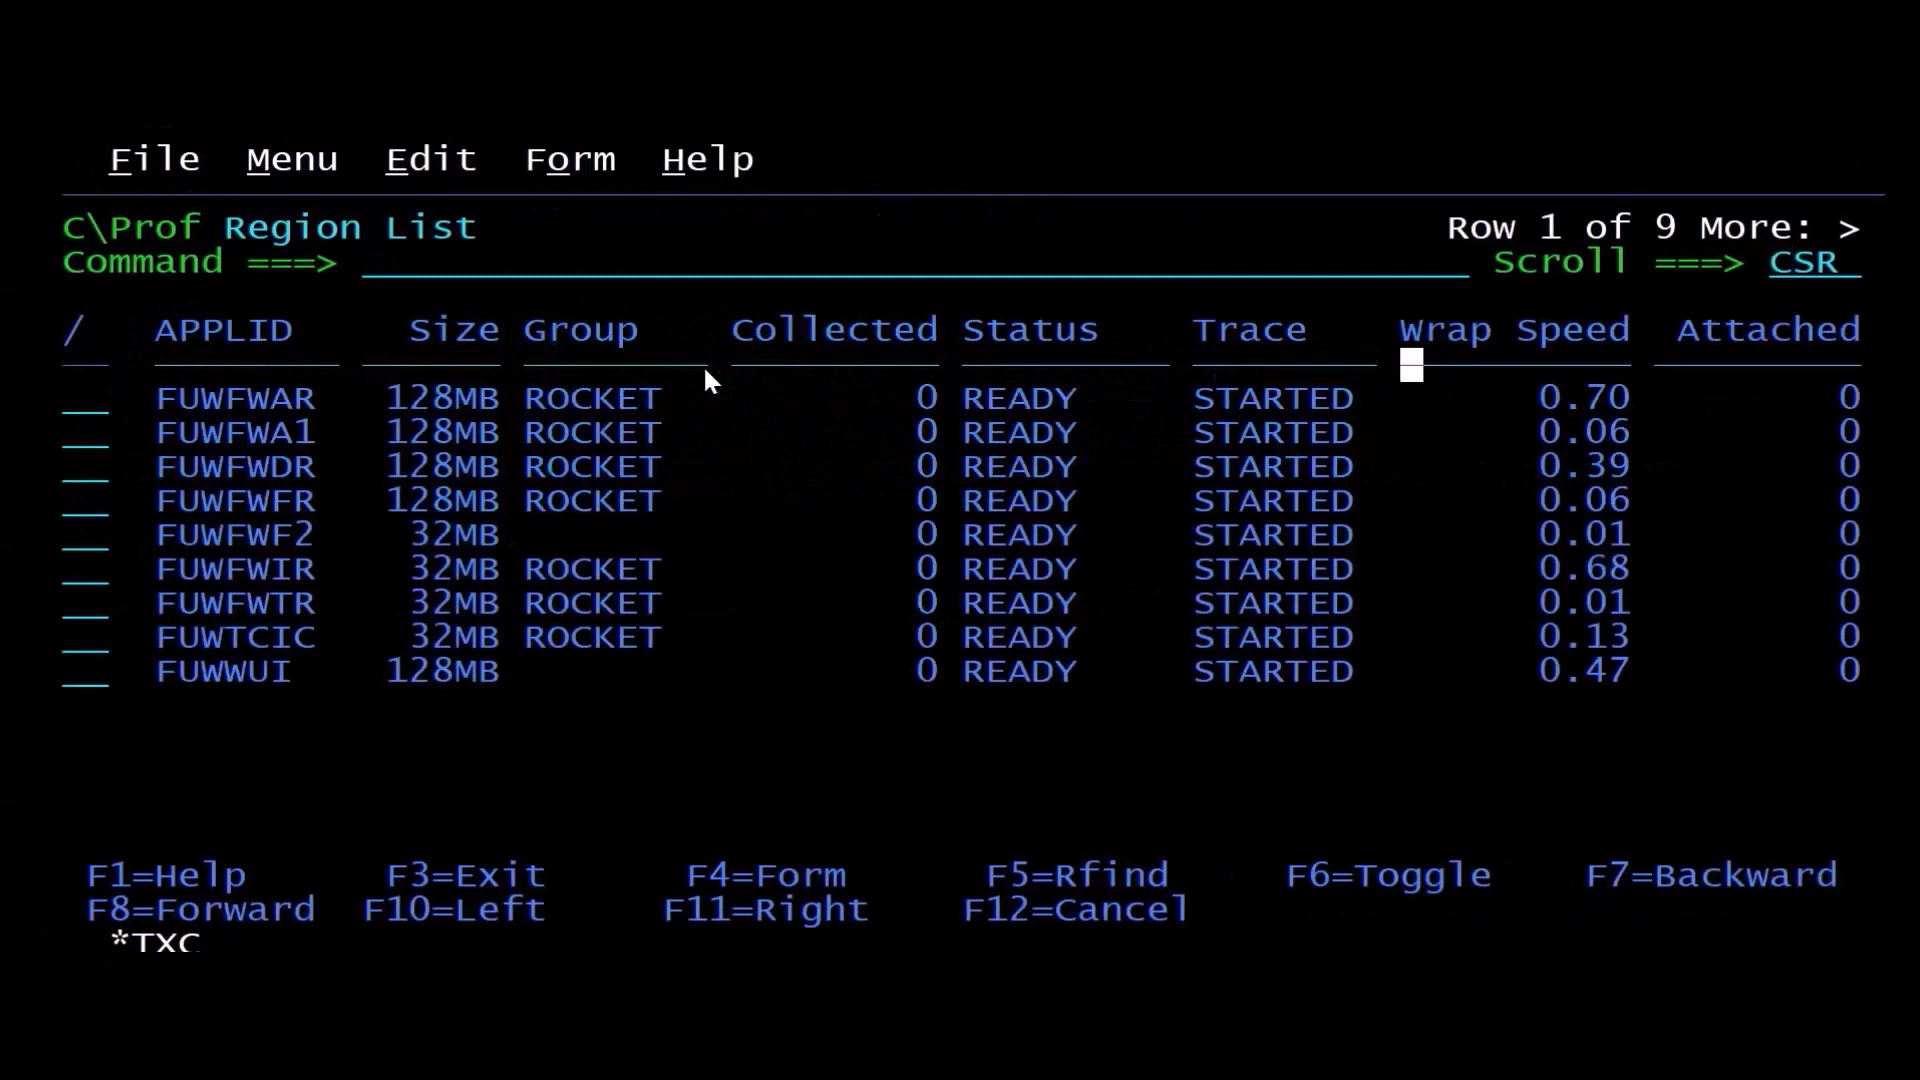 File Menu Edit Form Help
C\Prof Region List Row 1 of 9 More: >
Command ===> Scroll ===> CSR
/ APPLID Size Group Collected Status Trace Wrap Speed Attached
FUWFWAR 128MB ROCKET 0 READY STARTED 0.70 0
FUWFWA1 128MB ROCKET 0 READY STARTED 0.06 0
FUWFWDR 128MB ROCKET 0 READY STARTED 0.39 0
FUWFWFR 128MB ROCKET 0 READY STARTED 0.06 0
FUWFWF2 32MB 0 READY STARTED 0.01 0
FUWFWIR 32MB ROCKET 0 READY STARTED 0.68 0
FUWFWTR 32MB ROCKET 0 READY STARTED 0.01 0
FUWTCIC 32MB ROCKET 0 READY STARTED 0.13 0
FUWWUI 128MB 0 READY STARTED 0.47 0
F1=Help F3=Exit F4=Form F5=Rfind F6=Toggle F7=Backward
F8=Forward F10=Left F11=Right F12=Cancel
*TXC